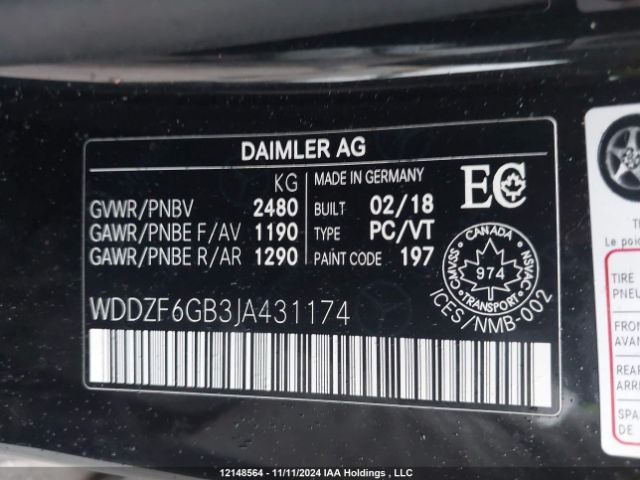 DAIMLER AG
KG MADE IN GERMANY
GVWR/PNBV 2480 BUILT 02/18
GAWR/PNBE F/AV 1190 TYPE PC/VT
GAWR/PNBE R/AR 1290 PAINT CODE 197
EC
CANADA
CMVSS 974 NSVAC
TRANSPORT
ICES/NMB-002
WDDZF6GB3JA431174
Le poi
TIRE
PNEU
FRON
AVAN
REAR
ARRI
SPA
DE
12148564 - 11/11/2024 IAA Holdings , LLC